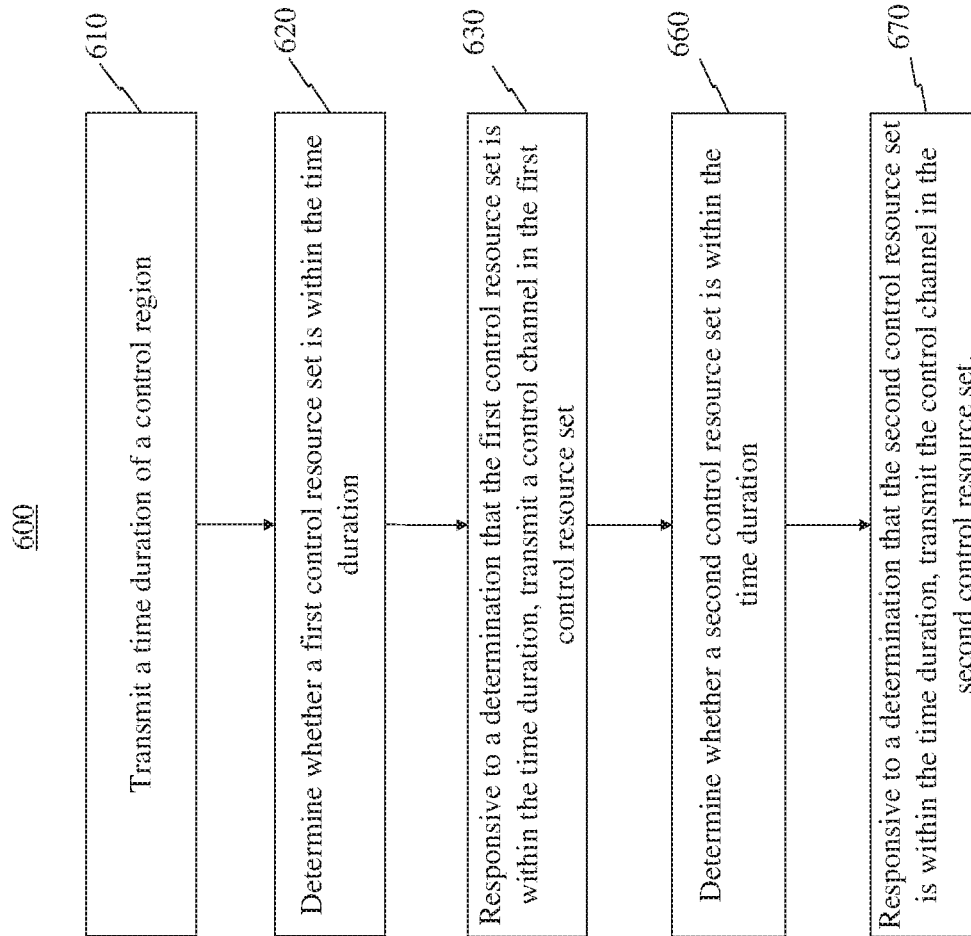 600
Transmit a time duration of a control region
610
Determine whether a first control resource set is within the time
duration
620
Responsive to a determination that the first control resource set is
within the time duration, transmit a control channel in the first
control resource set
630
Determine whether a second control resource set is within the
time duration
660
Responsive to a determination that the second control resource set
is within the time duration, transmit the control channel in the
second control resource set.
670